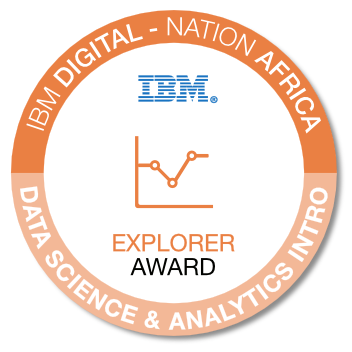 IBM DIGITAL - NATION AFRICA
IBM®
EXPLORER
AWARD
DATA SCIENCE & ANALYTICS INTRO